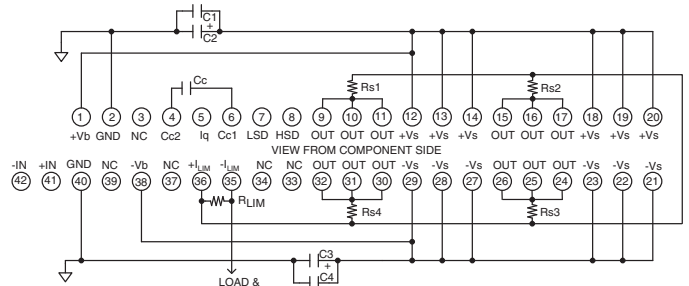 C1
+
C2
Cc
Rs1
Rs2
1 2 3 4 5 6 7 8 9 10 11 12 13 14 15 16 17 18 19 20
+Vb GND NC Cc2 Iq Cc1 LSD HSD OUT OUT OUT +Vs +Vs +Vs OUT OUT OUT +Vs +Vs +Vs
VIEW FROM COMPONENT SIDE
-IN +IN GND NC -Vb NC +ILIM -ILIM NC NC OUT OUT OUT -Vs -Vs -Vs OUT OUT OUT -Vs -Vs -Vs
42 41 40 39 38 37 36 35 34 33 32 31 30 29 28 27 26 25 24 23 22 21
RLIM
Rs4
Rs3
C3
+
C4
LOAD &